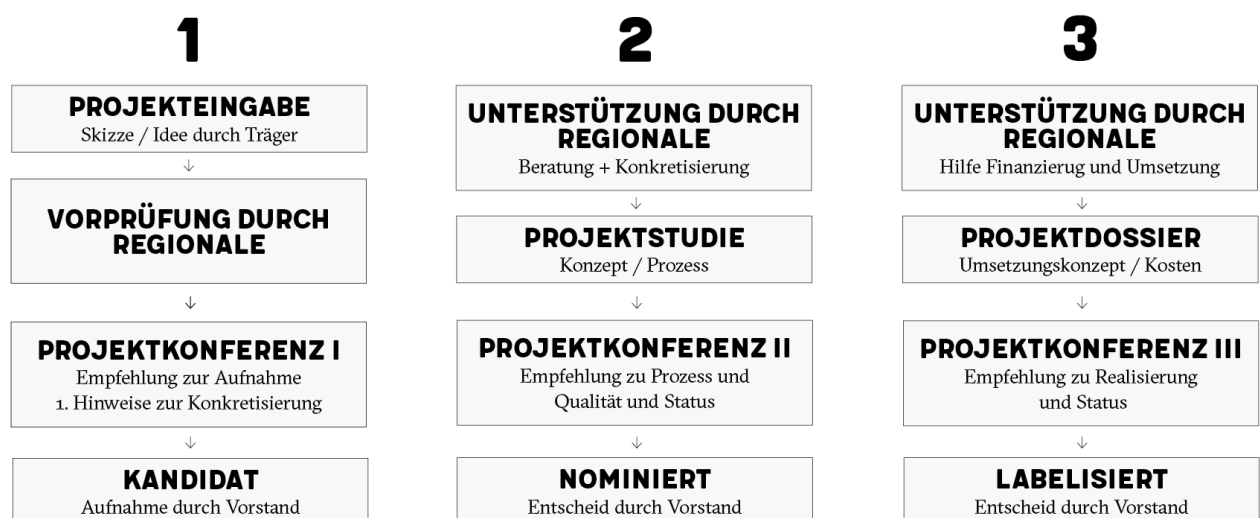 1
PROJEKTEINGABE
Skizze / Idee durch Träger
↓
VORPRÜFUNG DURCH
REGIONALE
↓
PROJEKTKONFERENZ I
Empfehlung zur Aufnahme
1. Hinweise zur Konkretisierung
↓
KANDIDAT
Aufnahme durch Vorstand
2
UNTERSTÜTZUNG DURCH
REGIONALE
Beratung + Konkretisierung
↓
PROJEKTSTUDIE
Konzept / Prozess
↓
PROJEKTKONFERENZ II
Empfehlung zu Prozess und
Qualität und Status
↓
NOMINIERT
Entscheid durch Vorstand
3
UNTERSTÜTZUNG DURCH
REGIONALE
Hilfe Finanzierug und Umsetzung
↓
PROJEKTDOSSIER
Umsetzungskonzept / Kosten
↓
PROJEKTKONFERENZ III
Empfehlung zu Realisierung
und Status
↓
LABELISIERT
Entscheid durch Vorstand